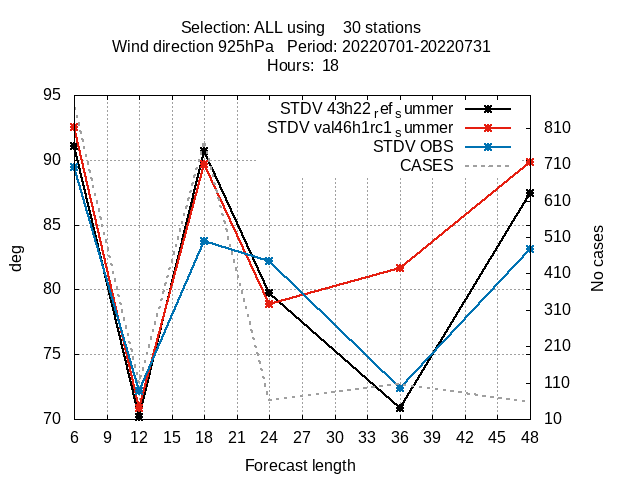 Selection: ALL using    30 stations
Wind direction 925hPa   Period: 20220701-20220731
Hours:  18
STDV 43h22_ref_summer
STDV val46h1rc1_summer
STDV OBS
CASES
95
90
85
80
75
70
deg
810
710
610
510
410
310
210
110
10
No cases
6 9 12 15 18 21 24 27 30 33 36 39 42 45 48
Forecast length